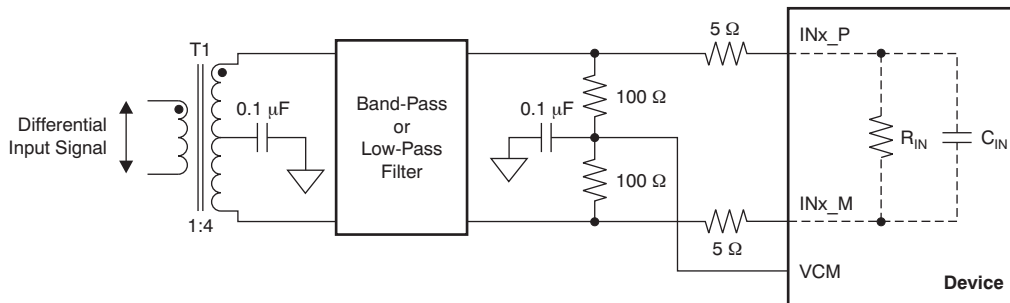 T1
Differential
Input Signal
0.1 μF
1:4
Band-Pass
or
Low-Pass
Filter
0.1 μF
100 Ω
100 Ω
5 Ω
5 Ω
INx_P
R_IN
C_IN
INx_M
VCM
Device